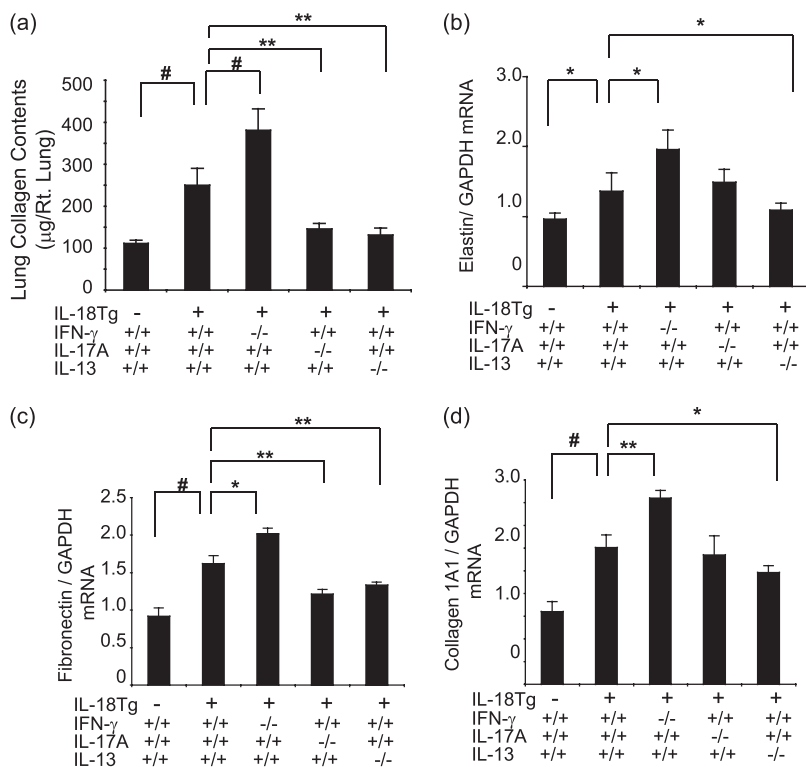 (a)
**
**
#
#
Lung Collagen Contents
(μg/Rt. Lung)
500
400
300
200
100
0
IL-18Tg - + + + +
IFN-γ +/+ +/+ -/- +/+ +/+
IL-17A +/+ +/+ +/+ -/- +/+
IL-13 +/+ +/+ +/+ +/+ -/-
(b)
*
*
*
Elastin/ GAPDH mRNA
3.0
2.0
1.0
0
IL-18Tg - + + + +
IFN-γ +/+ +/+ -/- +/+ +/+
IL-17A +/+ +/+ +/+ -/- +/+
IL-13 +/+ +/+ +/+ +/+ -/-
(c)
**
**
#
*
Fibronectin / GAPDH
mRNA
2.5
2.0
1.5
1.0
0.5
0
IL-18Tg - + + + +
IFN-γ +/+ +/+ -/- +/+ +/+
IL-17A +/+ +/+ +/+ -/- +/+
IL-13 +/+ +/+ +/+ +/+ -/-
(d)
*
#
**
Collagen 1A1 / GAPDH
mRNA
3.0
2.0
1.0
0
IL-18Tg - + + + +
IFN-γ +/+ +/+ -/- +/+ +/+
IL-17A +/+ +/+ +/+ -/- +/+
IL-13 +/+ +/+ +/+ +/+ -/-